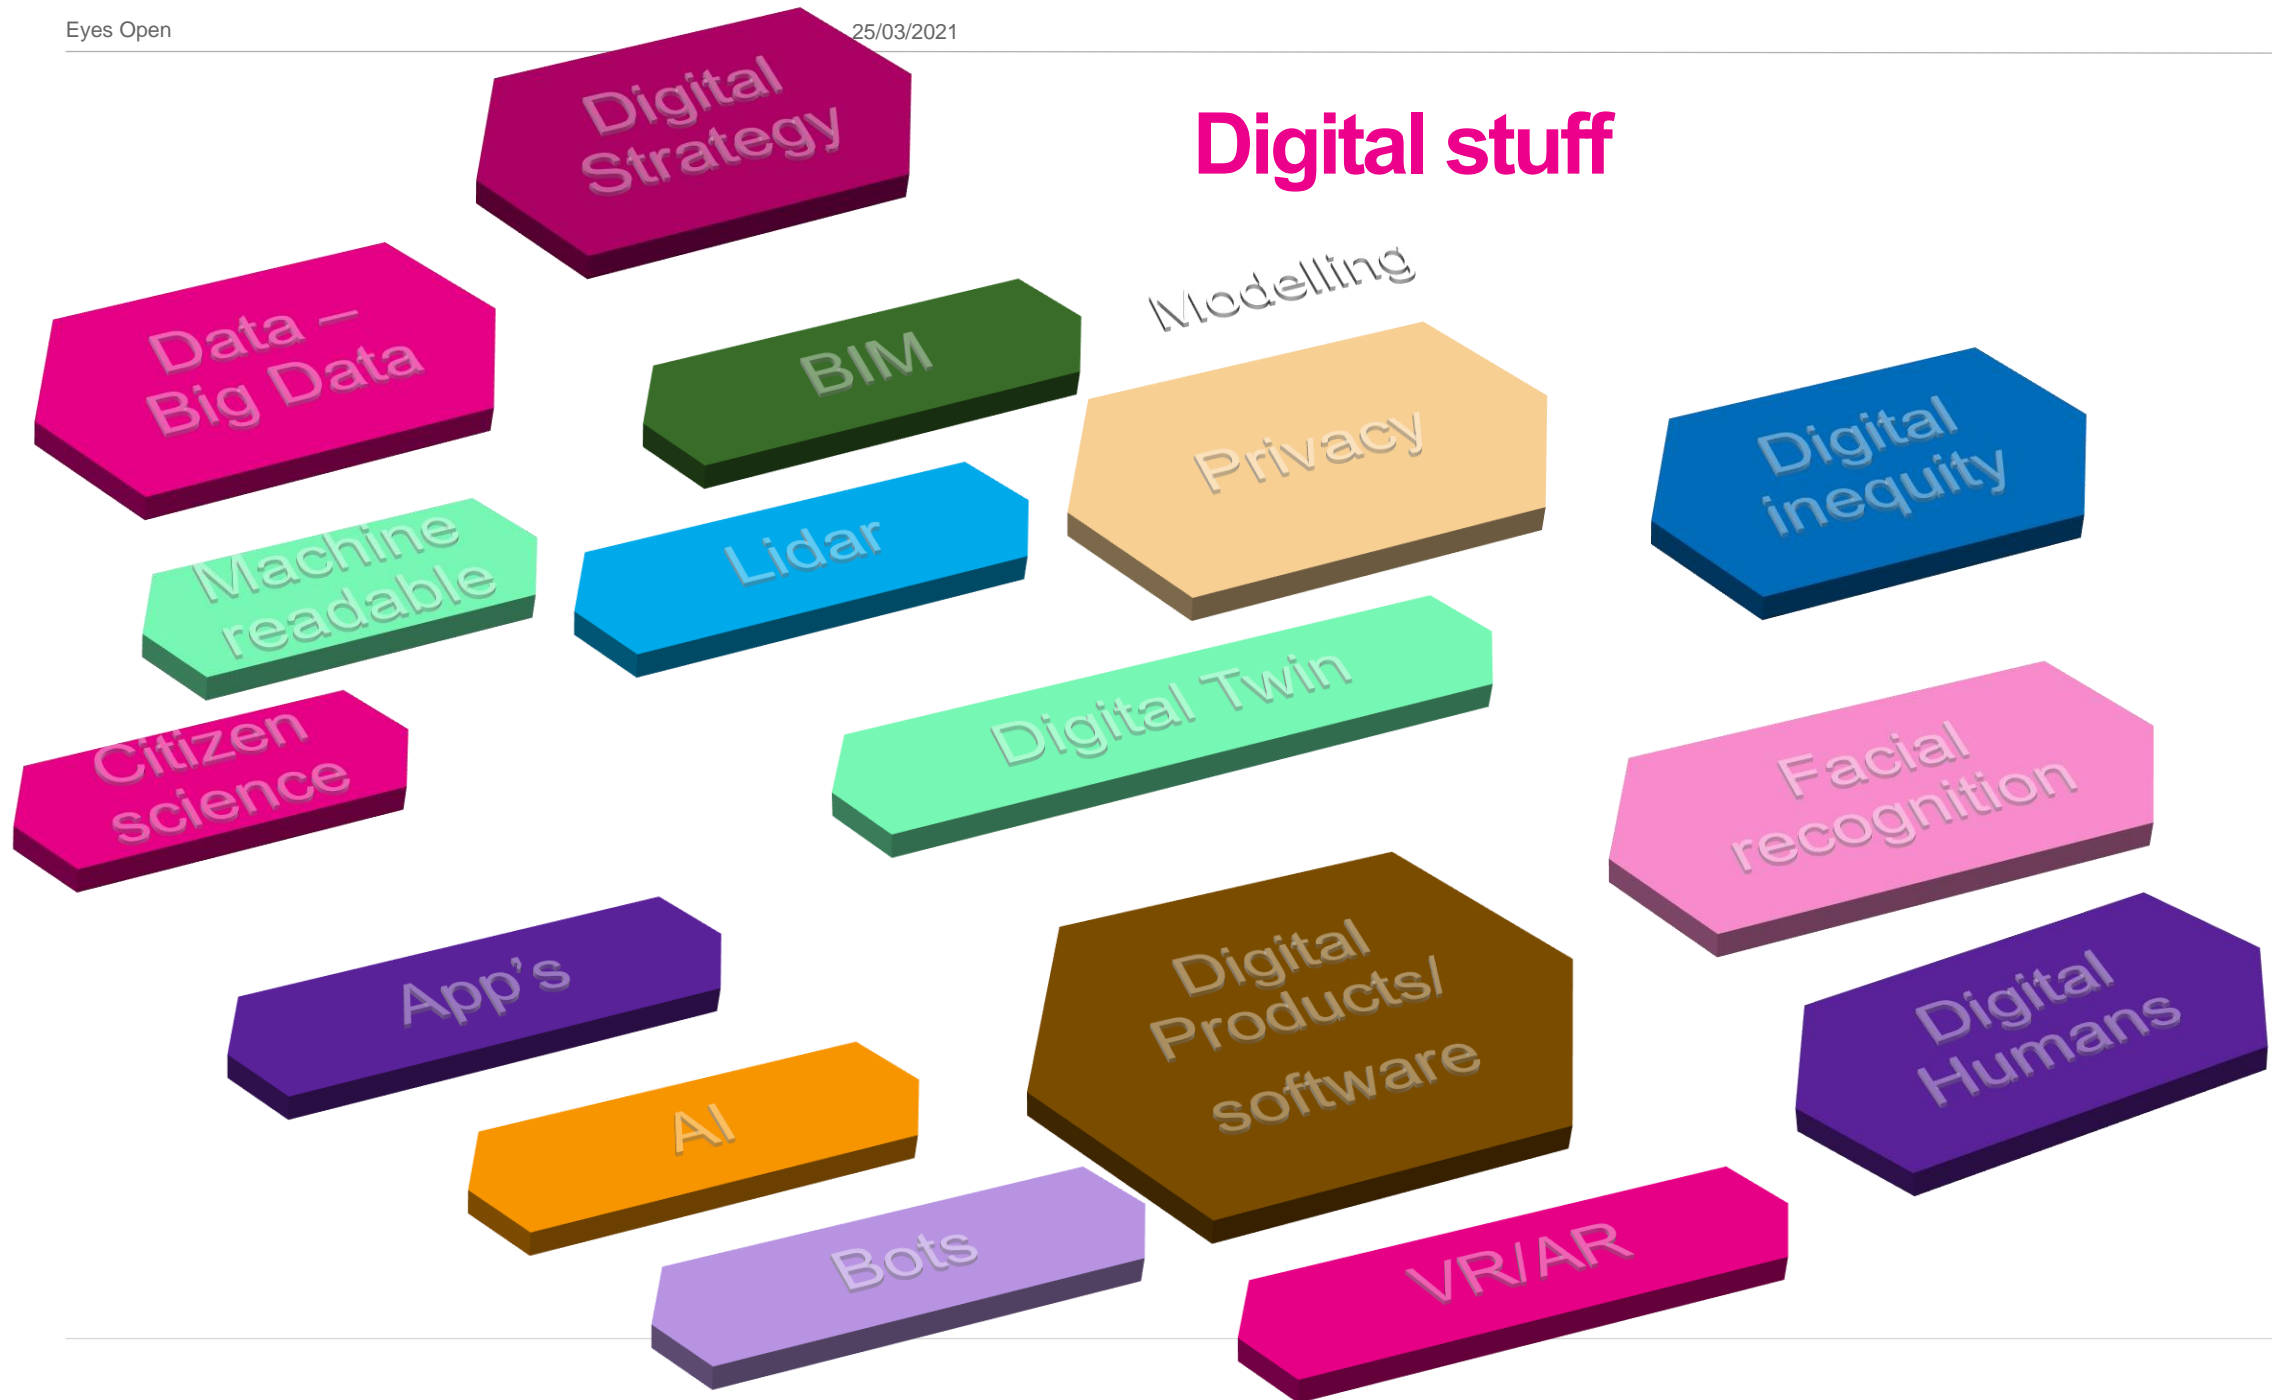 Eyes Open
25/03/2021
Digital
Strategy
Digital stuff
Modelling
Data –
Big Data
BIM
Privacy
Digital
inequity
Machine
readable
Lidar
Digital Twin
Citizen
science
Facial
recognition
App's
Digital
Products/
software
Digital
Humans
AI
Bots
VR/AR